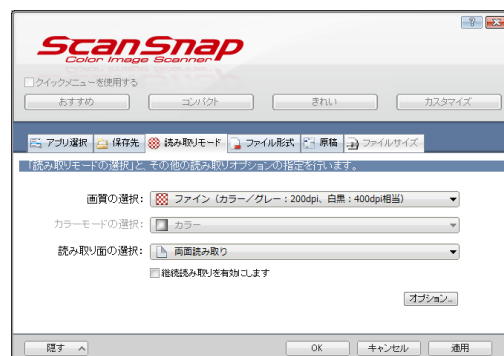 ScanSnap
Color Image Scanner
クイックメニューを使用する
おすすめ コンパクト きれい カスタマイズ
アプリ選択 保存先 読み取りモード ファイル形式 原稿 ファイルサイズ
「読み取りモードの選択」と、その他の読み取りオプションの指定を行います。
画質の選択: ファイン（カラー／グレー：200dpi、白黒：400dpi相当）
カラーモードの選択: カラー
読み取り面の選択: 両面読み取り
継続読み取りを有効にします
オプション...
隠す OK キャンセル 適用